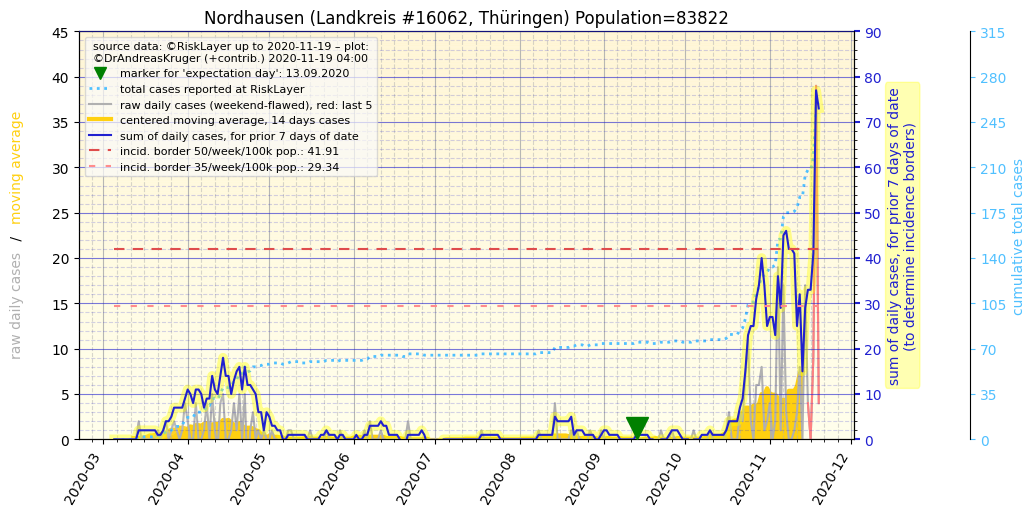 Nordhausen (Landkreis #16062, Thüringen) Population=83822
source data: ©RiskLayer up to 2020-11-19 – plot:
©DrAndreasKruger (+contrib.) 2020-11-19 04:00
marker for 'expectation day': 13.09.2020
total cases reported at RiskLayer
raw daily cases (weekend-flawed), red: last 5
centered moving average, 14 days cases
sum of daily cases, for prior 7 days of date
incid. border 50/week/100k pop.: 41.91
incid. border 35/week/100k pop.: 29.34
raw daily cases / moving average
45
40
35
30
25
20
15
10
5
0
90
80
70
60
50
40
30
20
10
0
sum of daily cases, for prior 7 days of date
(to determine incidence borders)
315
280
245
210
175
140
105
70
35
0
cumulative total cases
2020-03
2020-04
2020-05
2020-06
2020-07
2020-08
2020-09
2020-10
2020-11
2020-12